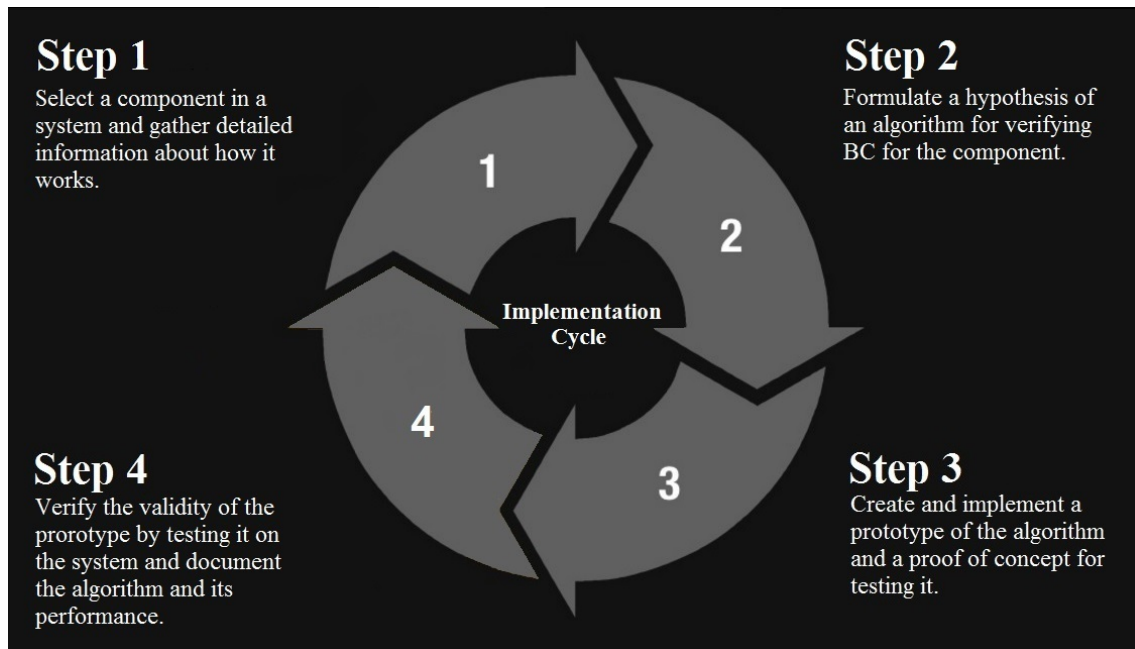 Step 1
Select a component in a
system and gather detailed
information about how it
works.
Step 2
Formulate a hypothesis of
an algorithm for verifying
BC for the component.
1
2
Implementation
Cycle
4
3
Step 4
Verify the validity of the
prorotype by testing it on
the system and document
the algorithm and its
performance.
Step 3
Create and implement a
prototype of the algorithm
and a proof of concept for
testing it.